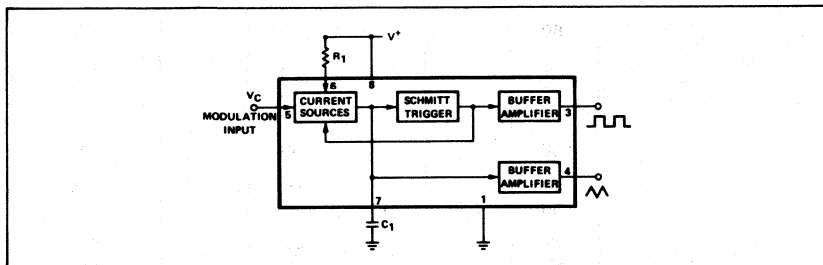 V+
R1
6
8
VC
MODULATION
INPUT
5
CURRENT
SOURCES
SCHMITT
TRIGGER
BUFFER
AMPLIFIER
3
BUFFER
AMPLIFIER
4
7
1
C1